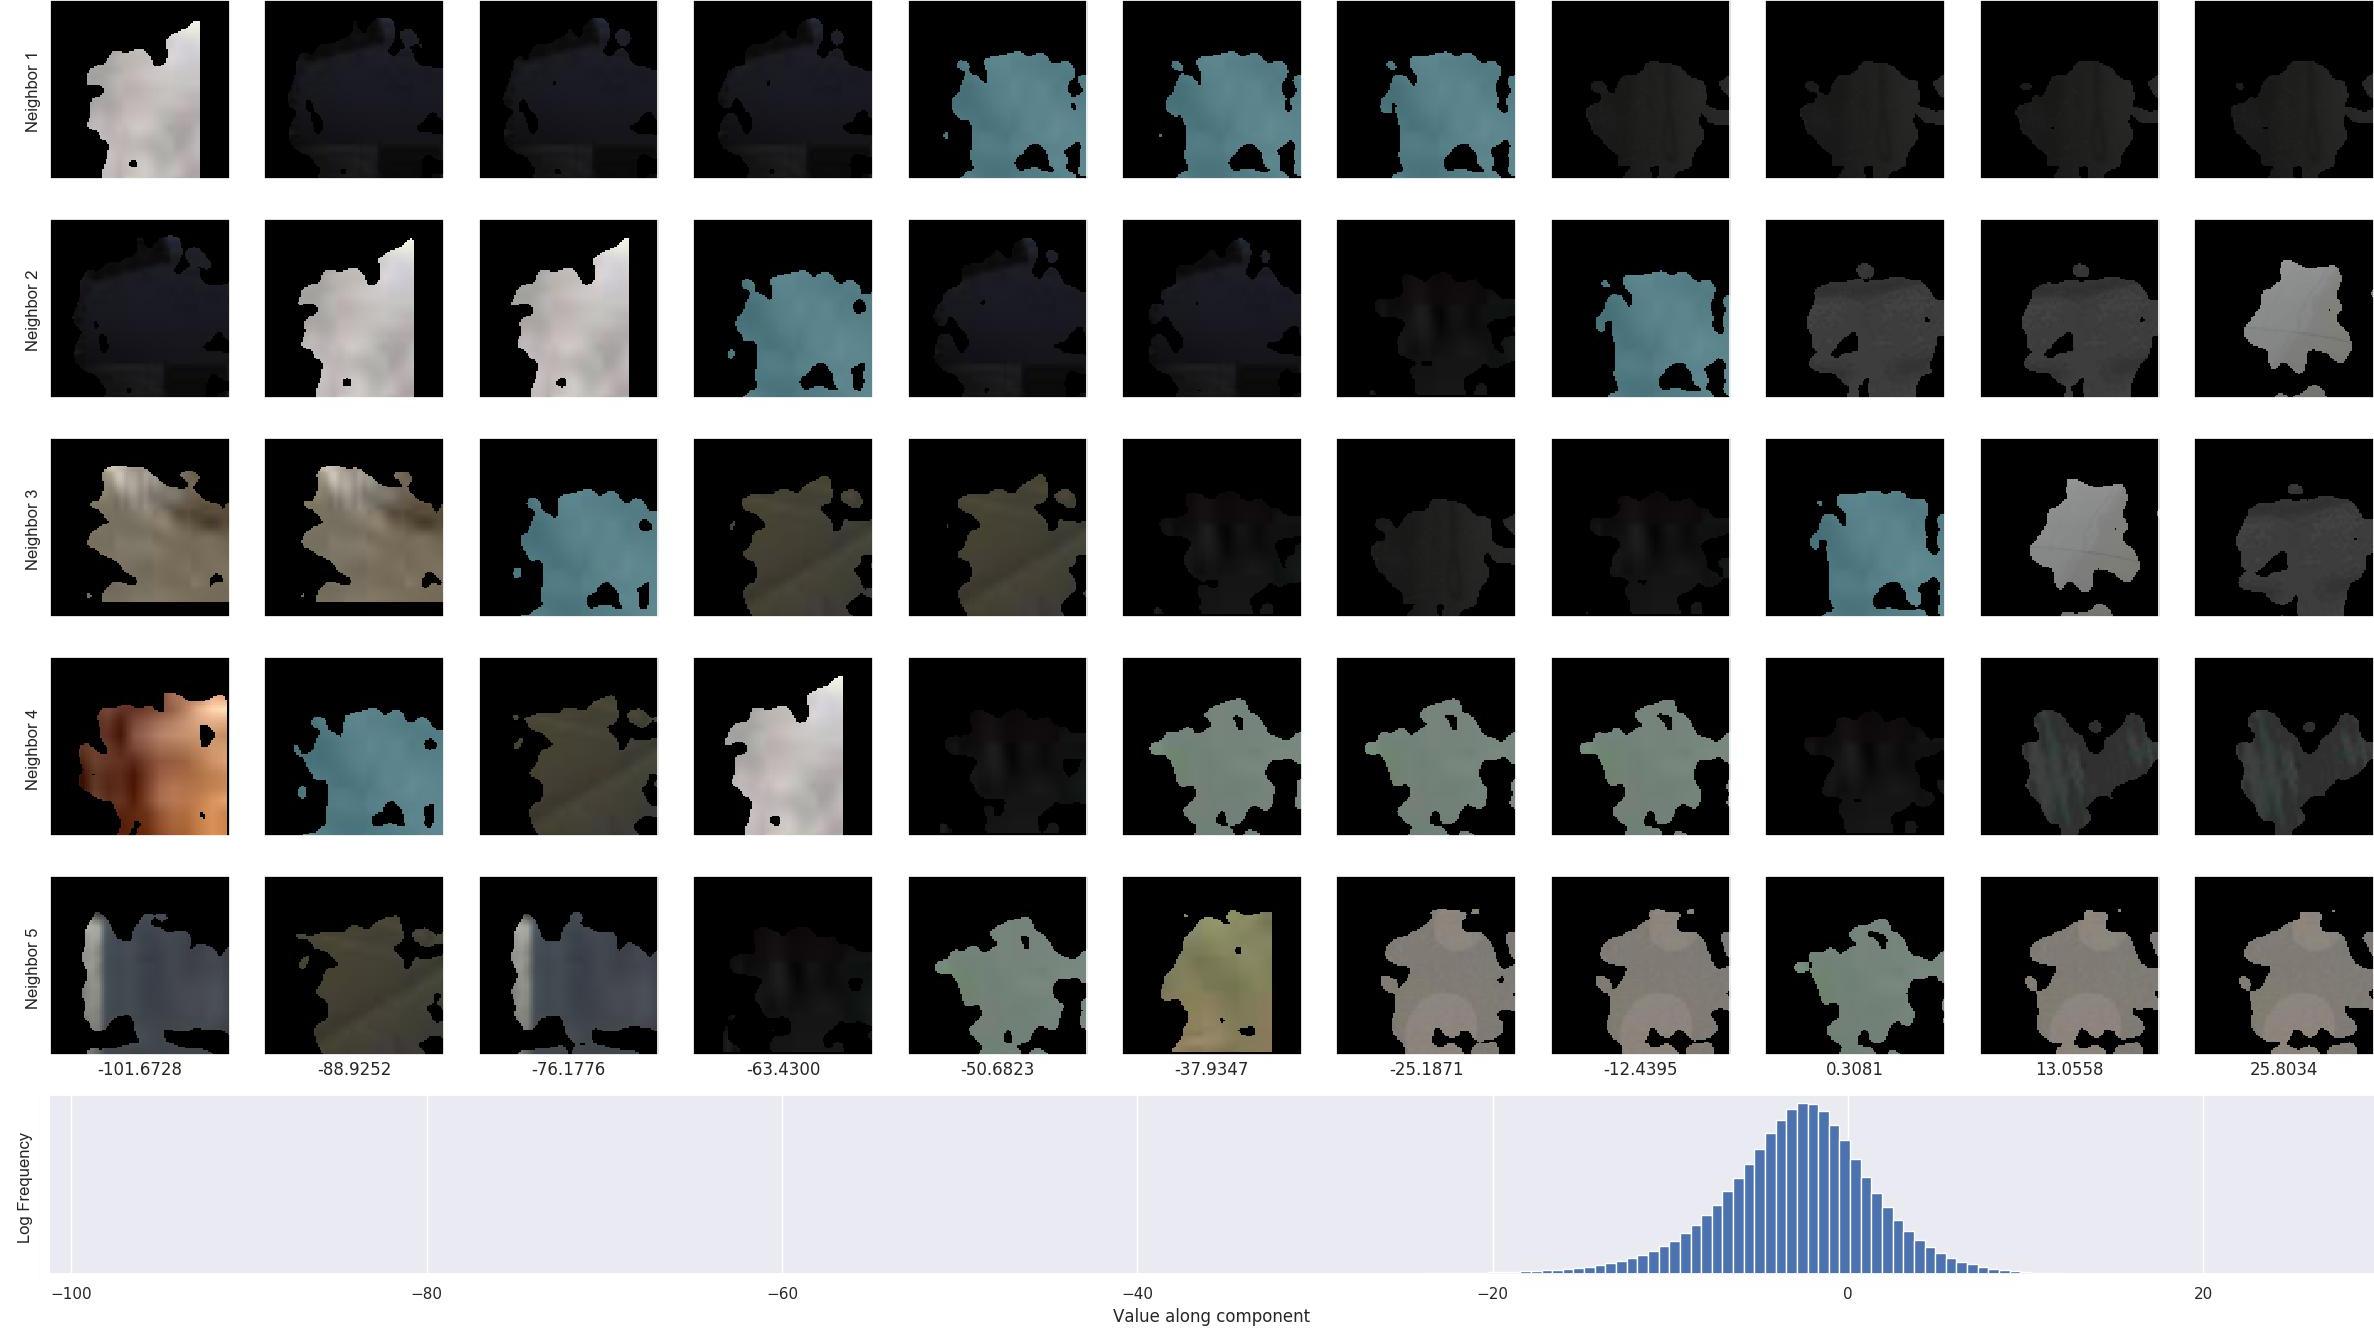 Neighbor 1
Neighbor 2
Neighbor 3
Neighbor 4
Neighbor 5
-101.6728 -88.9252 -76.1776 -63.4300 -50.6823 -37.9347 -25.1871 -12.4395 0.3081 13.0558 25.8034
Log Frequency
−100 −80 −60 −40 −20 0 20
Value along component